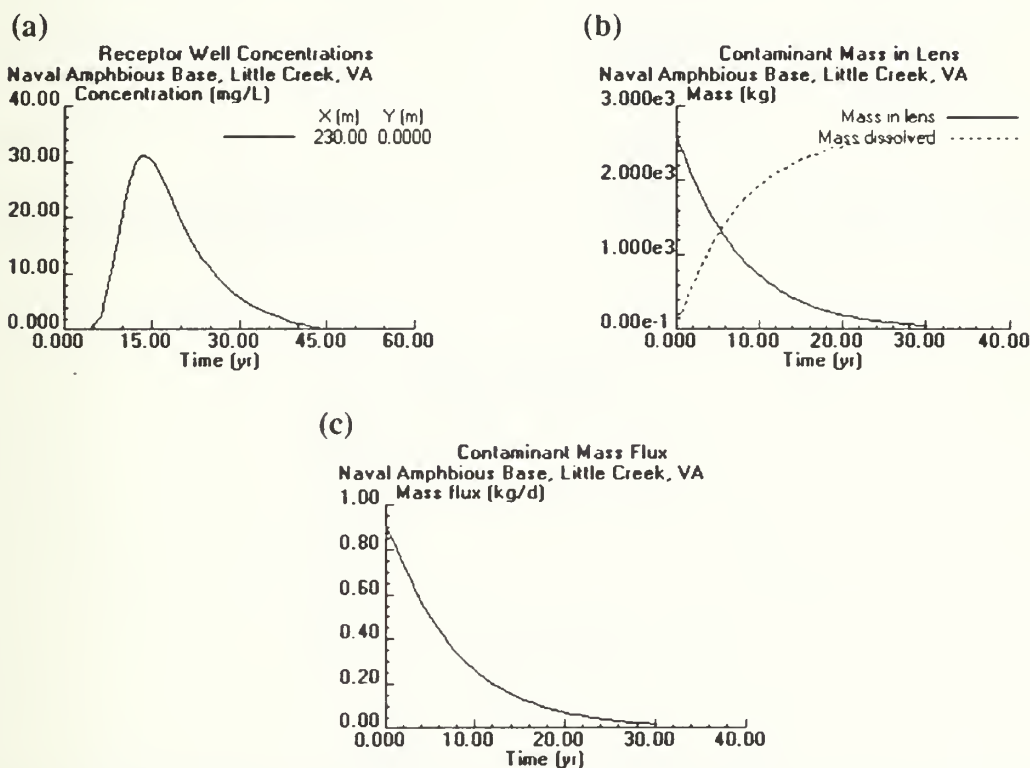 (a)
Receptor Well Concentrations
Naval Amphbious Base, Little Creek, VA
Concentration (mg/L)
40.00
30.00
20.00
10.00
0.000
X (m) Y (m)
230.00 0.0000
0.000 15.00 30.00 45.00 60.00
Time (yr)
(b)
Contaminant Mass in Lens
Naval Amphbious Base, Little Creek, VA
Mass (kg)
3.000e3
2.000e3
1.000e3
0.00e-1
Mass in lens
Mass dissolved
0.000 10.00 20.00 30.00 40.00
Time (yr)
(c)
Contaminant Mass Flux
Naval Amphbious Base, Little Creek, VA
Mass flux (kg/d)
1.00
0.80
0.60
0.40
0.20
0.00
0.000 10.00 20.00 30.00 40.00
Time (yr)